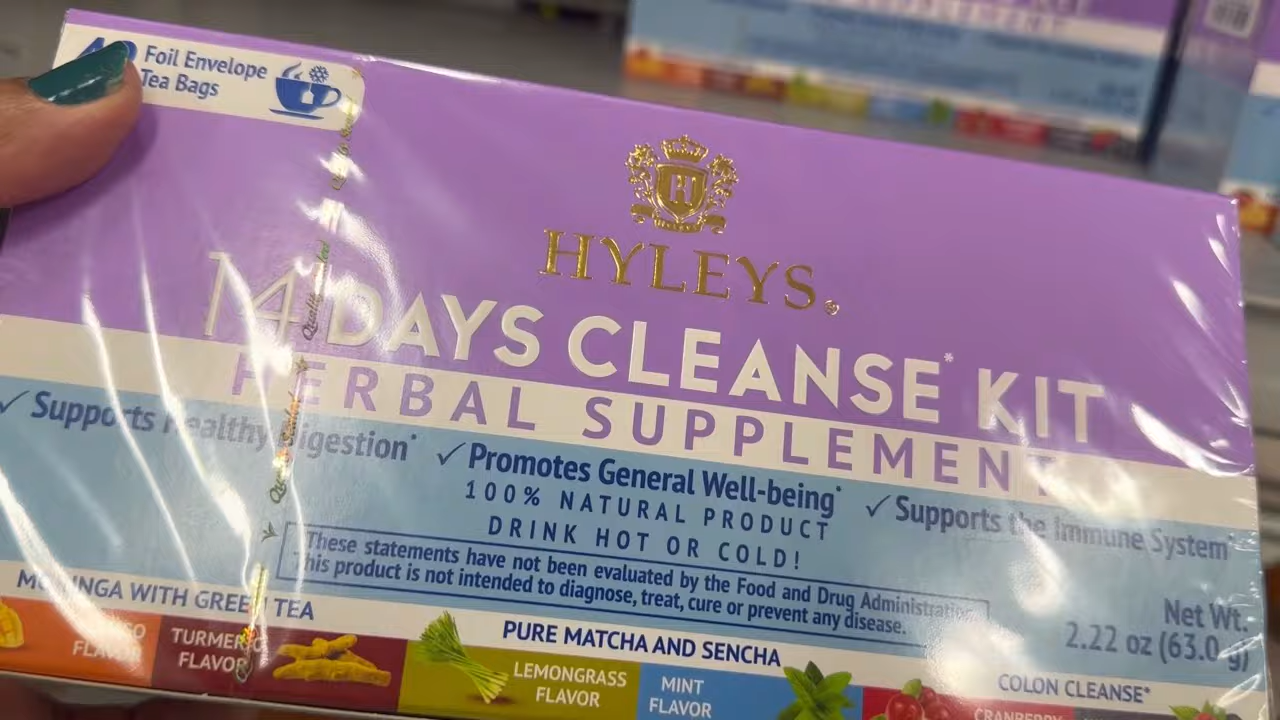 Foil Envelope
Tea Bags
HYLEYS®
14 DAYS CLEANSE* KIT
HERBAL SUPPLEMENT
✓ Supports Healthy Digestion*
✓ Promotes General Well-being*
✓ Supports the Immune System*
100% NATURAL PRODUCT
DRINK HOT OR COLD!
These statements have not been evaluated by the Food and Drug Administration.
This product is not intended to diagnose, treat, cure or prevent any disease.
Net Wt.
2.22 oz (63.0 g)
MORINGA WITH GREEN TEA
FLAVOR
TURMERIC
FLAVOR
PURE MATCHA AND SENCHA
LEMONGRASS
FLAVOR
MINT
FLAVOR
COLON CLEANSE*
CRANBERRY